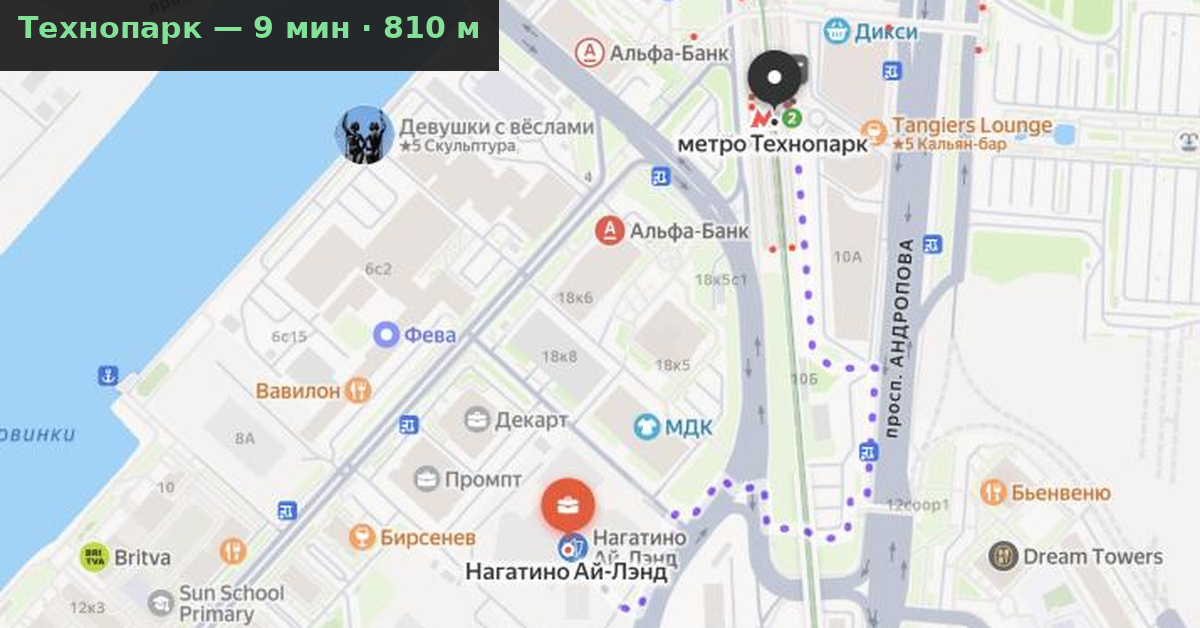 Технопарк — 9 мин · 810 м
Альфа-Банк
Дикси
Девушки с вёслами
★5 Скульптура
4
2
метро Технопарк
Tangiers Lounge
★5 Кальян-бар
Альфа-Банк
6с2
18к6
18к5с1
10А
просп. АНДРОПОВА
6с15
Фева
18к8
18к5
10Б
Вавилон
Декарт
МДК
8А
Промпт
10
Бьенвеню
12соор1
Бирсенев
Нагатино
Ай-Лэнд
Нагатино Ай-Лэнд
BRI
TVA
Britva
Dream Towers
Sun School
Primary
12к3